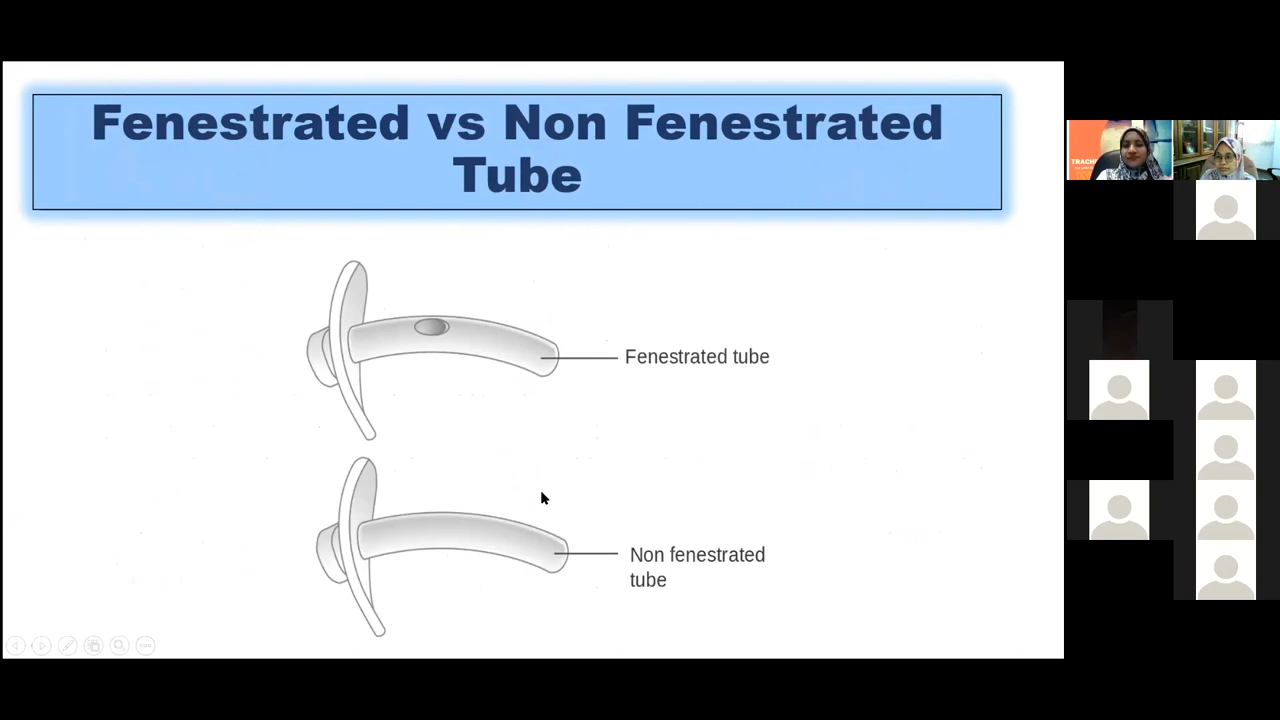 Fenestrated vs Non Fenestrated
Tube
Fenestrated tube
Non fenestrated
tube